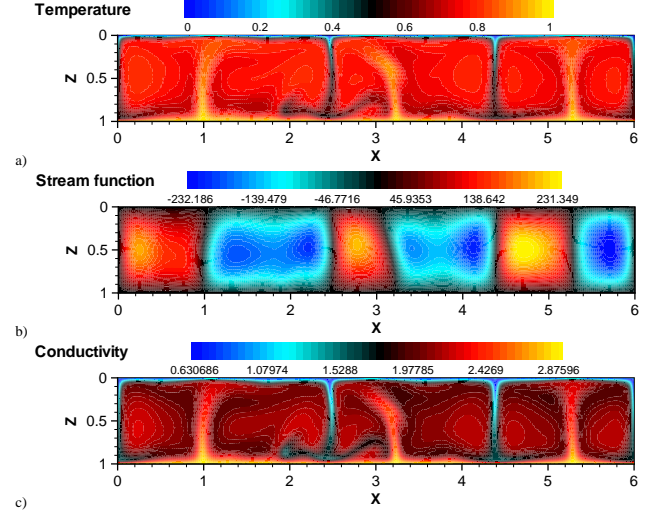 Temperature
0 0.2 0.4 0.6 0.8 1
0
0.5
1
Z
0 1 2 3 4 5 6
X
a)
Stream function
-232.186 -139.479 -46.7716 45.9353 138.642 231.349
0
0.5
1
Z
0 1 2 3 4 5 6
X
b)
Conductivity
0.630686 1.07974 1.5288 1.97785 2.4269 2.87596
0
0.5
1
Z
0 1 2 3 4 5 6
X
c)